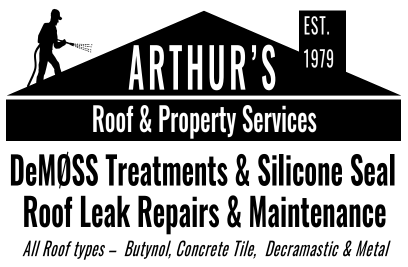 EST.
1979
ARTHUR'S
Roof & Property Services
DeMØSS Treatments & Silicone Seal
Roof Leak Repairs & Maintenance
All Roof types – Butynol, Concrete Tile, Decramastic & Metal